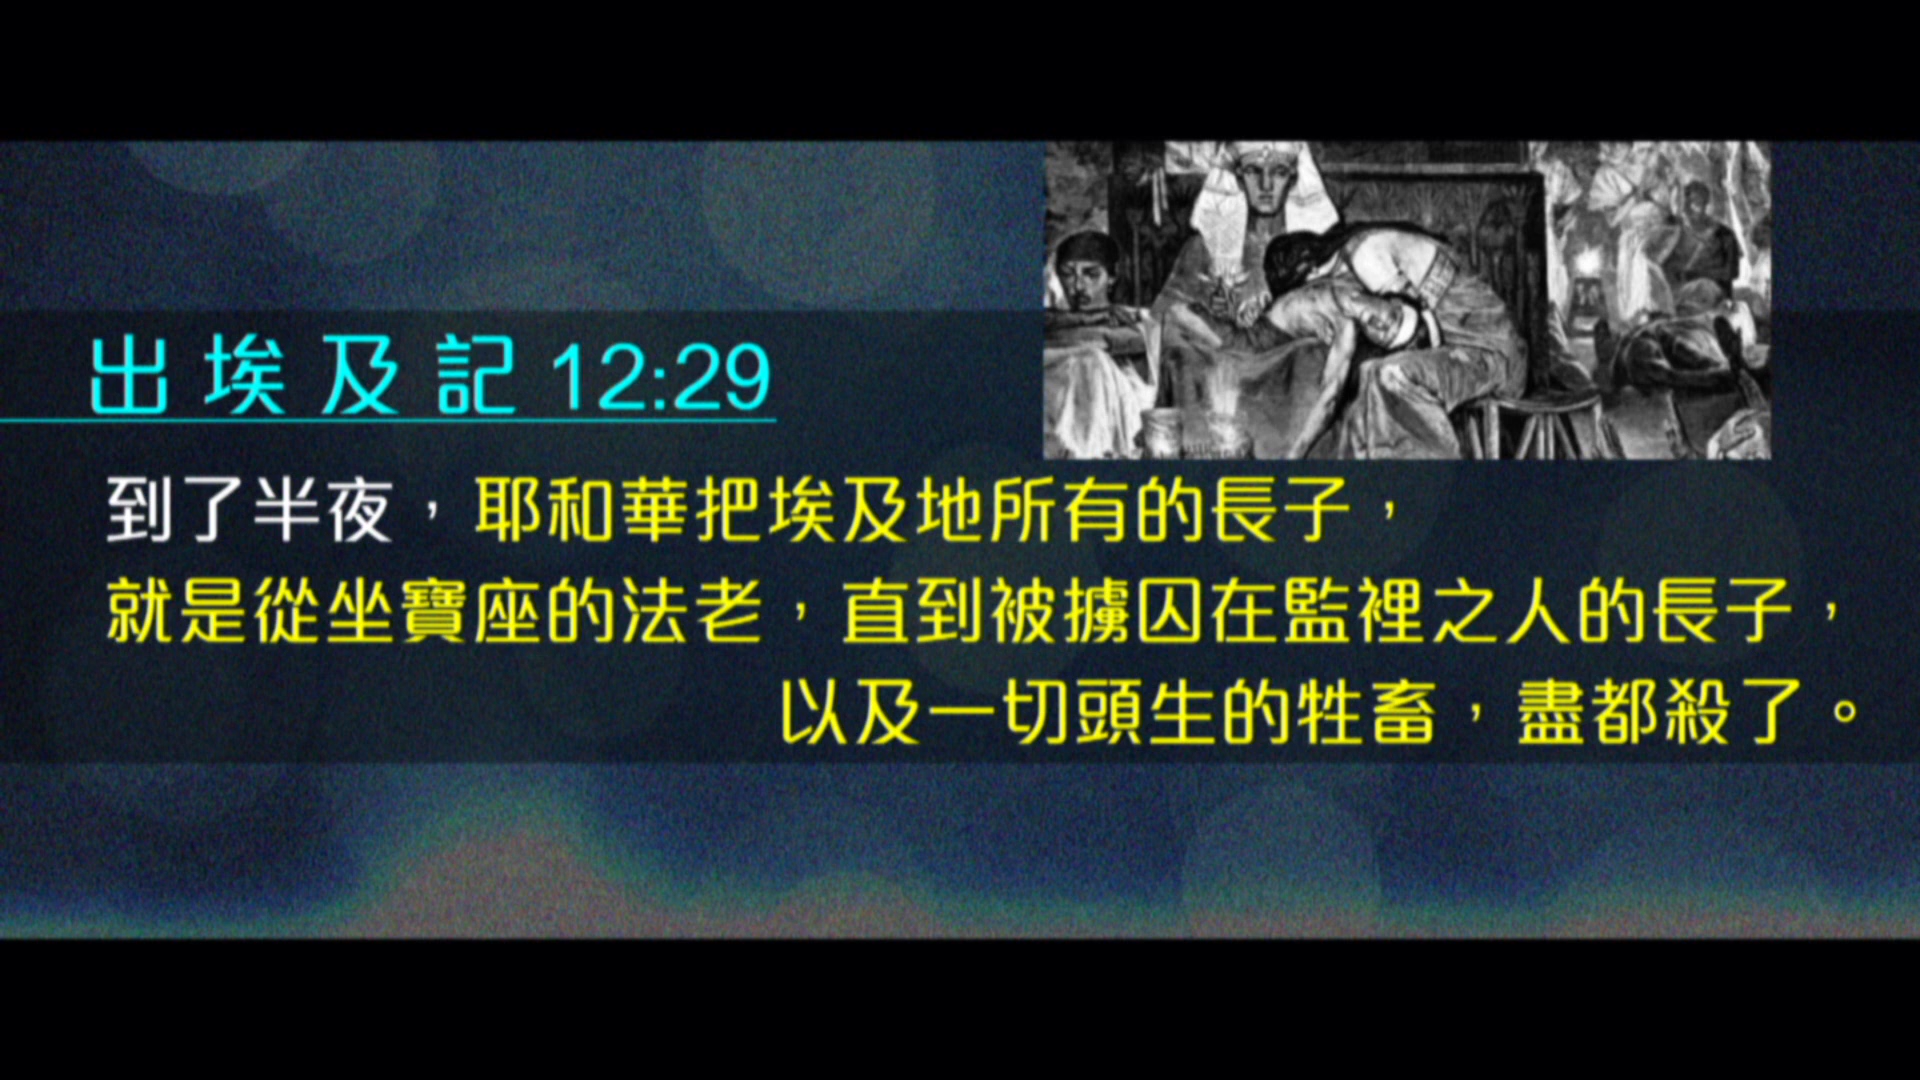 出埃及記 12:29
到了半夜，耶和華把埃及地所有的長子，
就是從坐寶座的法老，直到被擄囚在監裡之人的長子，
以及一切頭生的牲畜，盡都殺了。